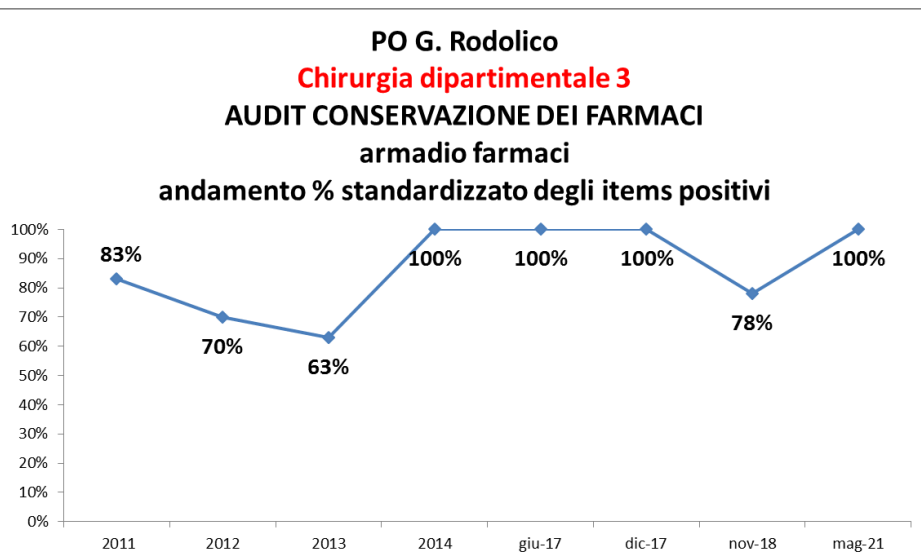 PO G. Rodolico
Chirurgia dipartimentale 3
AUDIT CONSERVAZIONE DEI FARMACI
armadio farmaci
andamento % standardizzato degli items positivi
100%
90%
80%
70%
60%
50%
40%
30%
20%
10%
0%
83%
70%
63%
100%
100%
100%
78%
100%
2011
2012
2013
2014
giu-17
dic-17
nov-18
mag-21